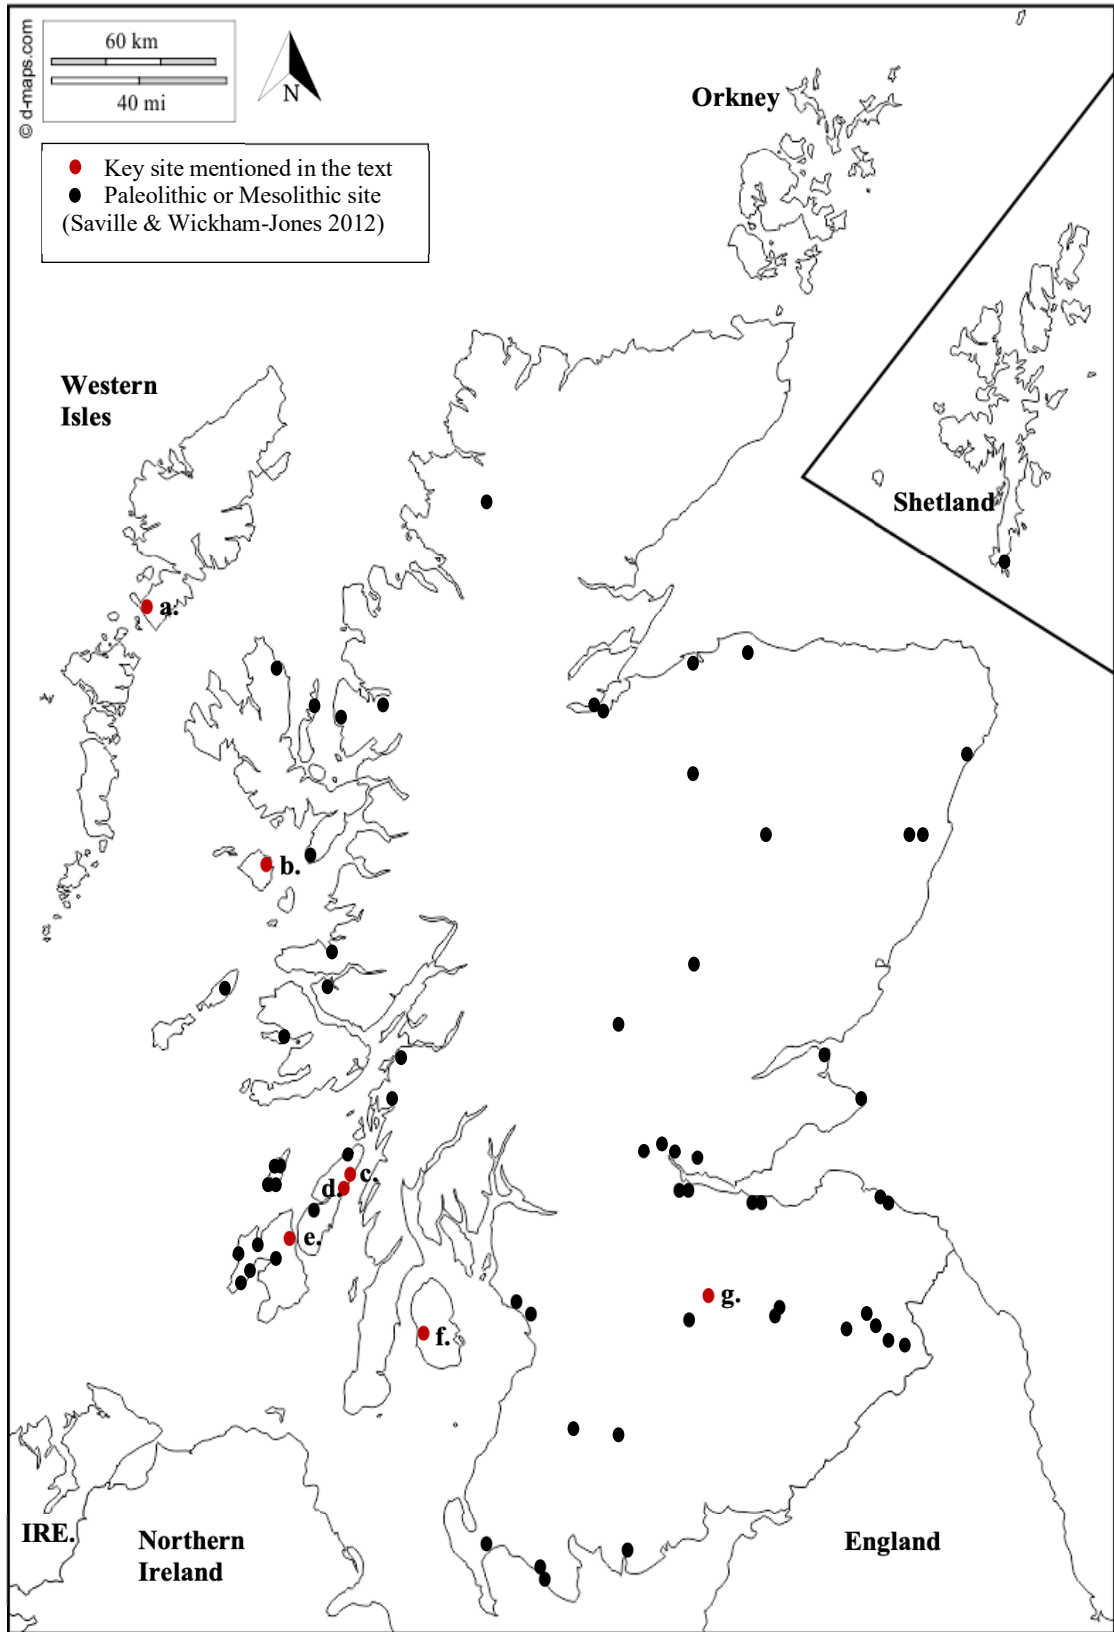 © d-maps.com
60 km
40 mi
N
Key site mentioned in the text
Paleolithic or Mesolithic site
(Saville & Wickham-Jones 2012)
Orkney
Western
Isles
Shetland
a.
b.
c.
d.
e.
f.
g.
IRE.
Northern
Ireland
England